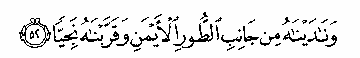 وَنَٰدَيْنَٰهُ مِن جَانِبِ ٱلطُّورِ ٱلْأَيْمَنِ وَقَرَّبْنَٰهُ نَجِيًّا ۝٥٢